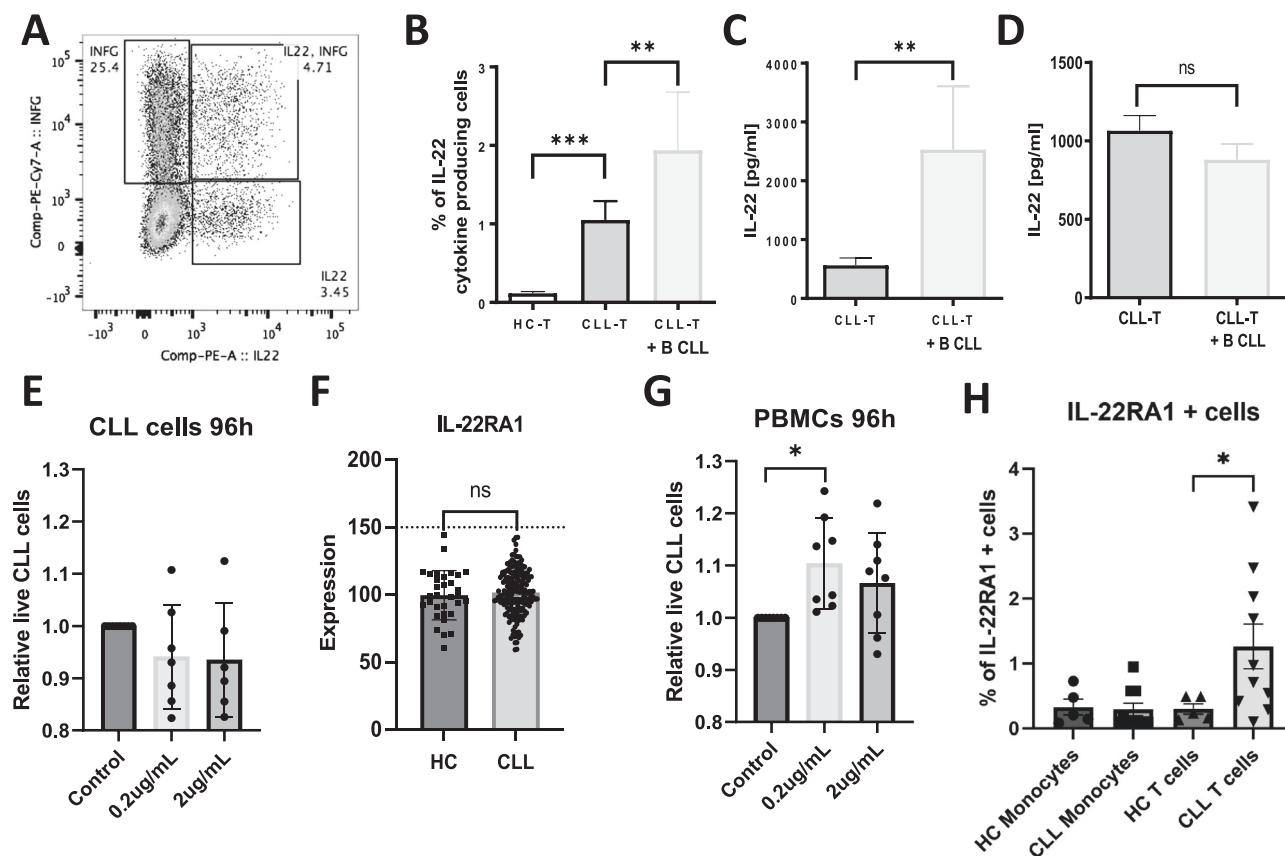 A
INFG
25.4
IL22, INFG
4.71
IL22
3.45
10^5
10^4
10^3
0
-10^3
Comp-PE-Cy7-A :: INFG
-10^3 0 10^3 10^4 10^5
Comp-PE-A :: IL22
B
% of IL-22
cytokine producing cells
3
2
1
0
***
**
HC-T CLL-T CLL-T
+ B CLL
C
IL-22 [pg/ml]
4000
3000
2000
1000
0
**
CLL-T CLL-T
+ B CLL
D
IL-22 [pg/ml]
1500
1000
500
0
ns
CLL-T CLL-T
+ B CLL
E
CLL cells 96h
Relative live CLL cells
1.3
1.2
1.1
1.0
0.9
0.8
Control 0.2ug/mL 2ug/mL
F
IL-22RA1
Expression
200
150
100
50
0
ns
HC CLL
G
PBMCs 96h
Relative live CLL cells
1.3
1.2
1.1
1.0
0.9
0.8
*
Control 0.2ug/mL 2ug/mL
H
IL-22RA1 + cells
% of IL-22RA1 + cells
4
3
2
1
0
*
HC Monocytes CLL Monocytes HC T cells CLL T cells